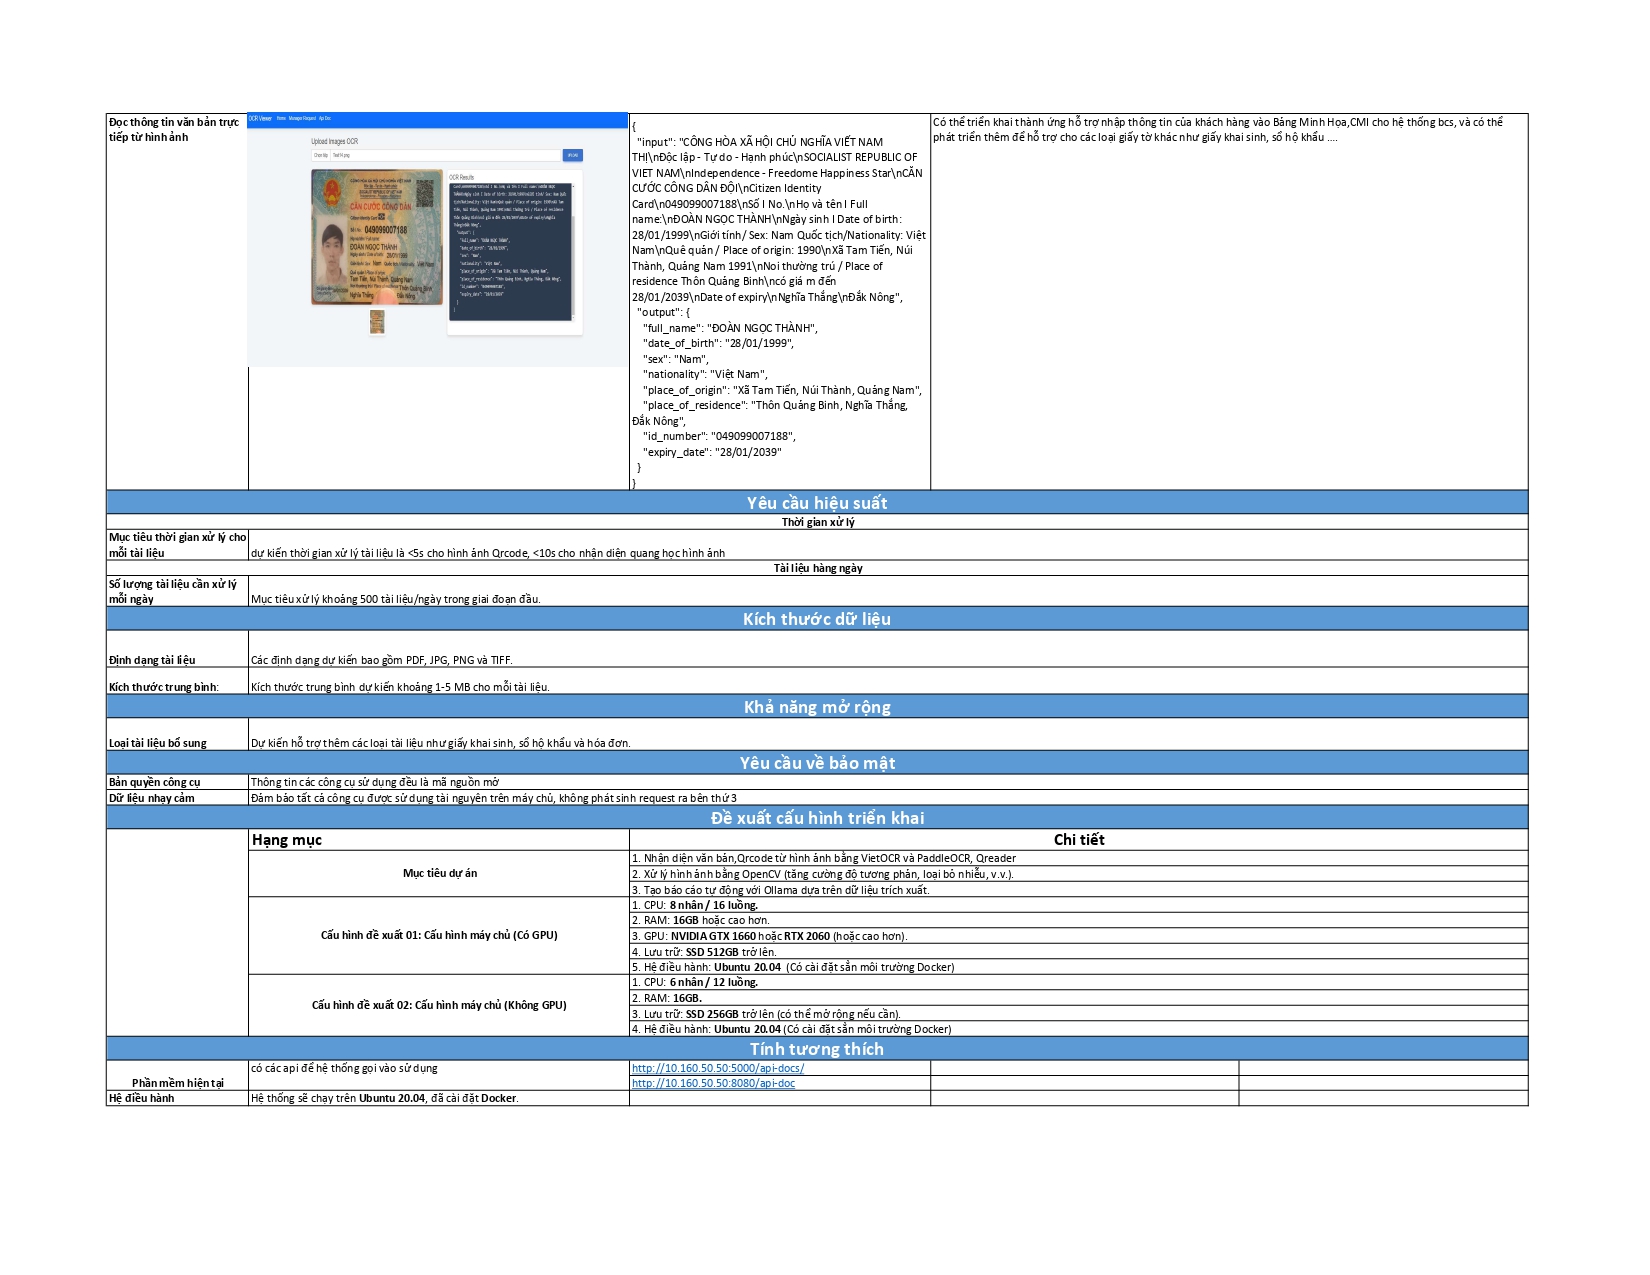 Đọc thông tin văn bản trực
tiếp từ hình ảnh
OCR Viewer Home Manager Request Api Doc
Upload Images OCR
Chọn tệp
UPLOAD
OCR Results
CĂN CƯỚC CÔNG DÂN
049099007188
ĐOÀN NGỌC THÀNH
28/01/1999
Tam Tiến, Núi Thành, Quảng Nam
Thôn Quảng Bình
Nghĩa Thắng Đắk Nông
{
"input": "CÔNG HÒA XÃ HỘI CHỦ NGHĨA VIẾT NAM
THỊ\nĐộc lập - Tự do - Hạnh phúc\nSOCIALIST REPUBLIC OF
VIET NAM\nIndependence - Freedome Happiness Star\nCĂN
CƯỚC CÔNG DÂN ĐỘI\nCitizen Identity
Card\n049099007188\nSố I No.\nHọ và tên I Full
name:\nĐOÀN NGỌC THÀNH\nNgày sinh I Date of birth:
28/01/1999\nGiới tính/ Sex: Nam Quốc tịch/Nationality: Việt
Nam\nQuê quán / Place of origin: 1990\nXã Tam Tiến, Núi
Thành, Quảng Nam 1991\nNoi thường trú / Place of
residence Thôn Quảng Bình\ncó giá m đến
28/01/2039\nDate of expiry\nNghĩa Thắng\nĐắk Nông",
"output": {
"full_name": "ĐOÀN NGỌC THÀNH",
"date_of_birth": "28/01/1999",
"sex": "Nam",
"nationality": "Việt Nam",
"place_of_origin": "Xã Tam Tiến, Núi Thành, Quảng Nam",
"place_of_residence": "Thôn Quảng Bình, Nghĩa Thắng,
Đắk Nông",
"id_number": "049099007188",
"expiry_date": "28/01/2039"
}
}
Có thể triển khai thành ứng hỗ trợ nhập thông tin của khách hàng vào Bảng Minh Họa,CMI cho hệ thống bcs, và có thể
phát triển thêm để hỗ trợ cho các loại giấy tờ khác như giấy khai sinh, sổ hộ khẩu ....
Yêu cầu hiệu suất
Thời gian xử lý
Mục tiêu thời gian xử lý cho
mỗi tài liệu
dự kiến thời gian xử lý tài liệu là <5s cho hình ảnh Qrcode, <10s cho nhận diện quang học hình ảnh
Tài liệu hàng ngày
Số lượng tài liệu cần xử lý
mỗi ngày
Mục tiêu xử lý khoảng 500 tài liệu/ngày trong giai đoạn đầu.
Kích thước dữ liệu
Định dạng tài liệu
Các định dạng dự kiến bao gồm PDF, JPG, PNG và TIFF.
Kích thước trung bình:
Kích thước trung bình dự kiến khoảng 1-5 MB cho mỗi tài liệu.
Khả năng mở rộng
Loại tài liệu bổ sung
Dự kiến hỗ trợ thêm các loại tài liệu như giấy khai sinh, sổ hộ khẩu và hóa đơn.
Yêu cầu về bảo mật
Bản quyền công cụ
Thông tin các công cụ sử dụng đều là mã nguồn mở
Dữ liệu nhạy cảm
Đảm bảo tất cả công cụ được sử dụng tài nguyên trên máy chủ, không phát sinh request ra bên thứ 3
Đề xuất cấu hình triển khai
Hạng mục
Chi tiết
Mục tiêu dự án
1. Nhận diện văn bản,Qrcode từ hình ảnh bằng VietOCR và PaddleOCR, Qreader
2. Xử lý hình ảnh bằng OpenCV (tăng cường độ tương phản, loại bỏ nhiễu, v.v.).
3. Tạo báo cáo tự động với Ollama dựa trên dữ liệu trích xuất.
Cấu hình đề xuất 01: Cấu hình máy chủ (Có GPU)
1. CPU: 8 nhân / 16 luồng.
2. RAM: 16GB hoặc cao hơn.
3. GPU: NVIDIA GTX 1660 hoặc RTX 2060 (hoặc cao hơn).
4. Lưu trữ: SSD 512GB trở lên.
5. Hệ điều hành: Ubuntu 20.04 (Có cài đặt sẵn môi trường Docker)
Cấu hình đề xuất 02: Cấu hình máy chủ (Không GPU)
1. CPU: 6 nhân / 12 luồng.
2. RAM: 16GB.
3. Lưu trữ: SSD 256GB trở lên (có thể mở rộng nếu cần).
4. Hệ điều hành: Ubuntu 20.04 (Có cài đặt sẵn môi trường Docker)
Tính tương thích
Phần mềm hiện tại
có các api để hệ thống gọi vào sử dụng
http://10.160.50.50:5000/api-docs/
http://10.160.50.50:8080/api-doc
Hệ điều hành
Hệ thống sẽ chạy trên Ubuntu 20.04, đã cài đặt Docker.